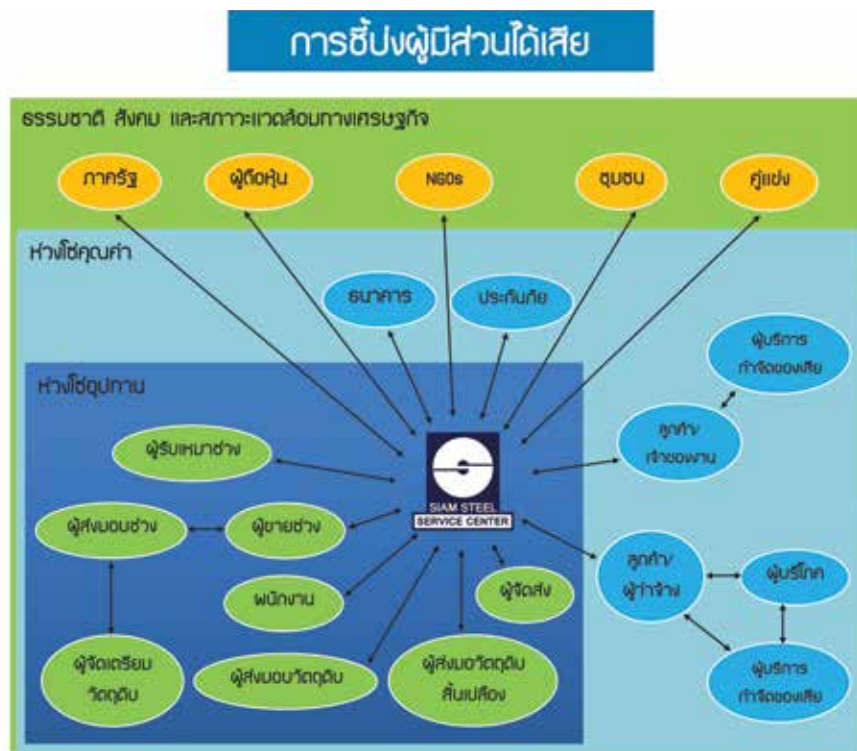 การชี้บ่งผู้มีส่วนได้เสีย
ธรรมชาติ สังคม และสภาวะแวดล้อมทางเศรษฐกิจ
ภาครัฐ
ผู้ถือหุ้น
NGOs
ชุมชน
คู่แข่ง
ห่วงโซ่คุณค่า
ธนาคาร
ประกันภัย
ผู้บริการ
กำจัดของเสีย
ห่วงโซ่อุปทาน
ลูกค้า/
เจ้าของงาน
ผู้รับเหมาช่วง
SIAM STEEL
SERVICE CENTER
ผู้ส่งมอบช่วง
ผู้ขายช่วง
ลูกค้า/
ผู้ว่าจ้าง
ผู้บริโภค
พนักงาน
ผู้จัดส่ง
ผู้จัดเตรียม
วัตถุดิบ
ผู้ส่งมอบวัตถุดิบ
ผู้ส่งมอวัตถุดิบ
สิ้นเปลือง
ผู้บริการ
กำจัดของเสีย